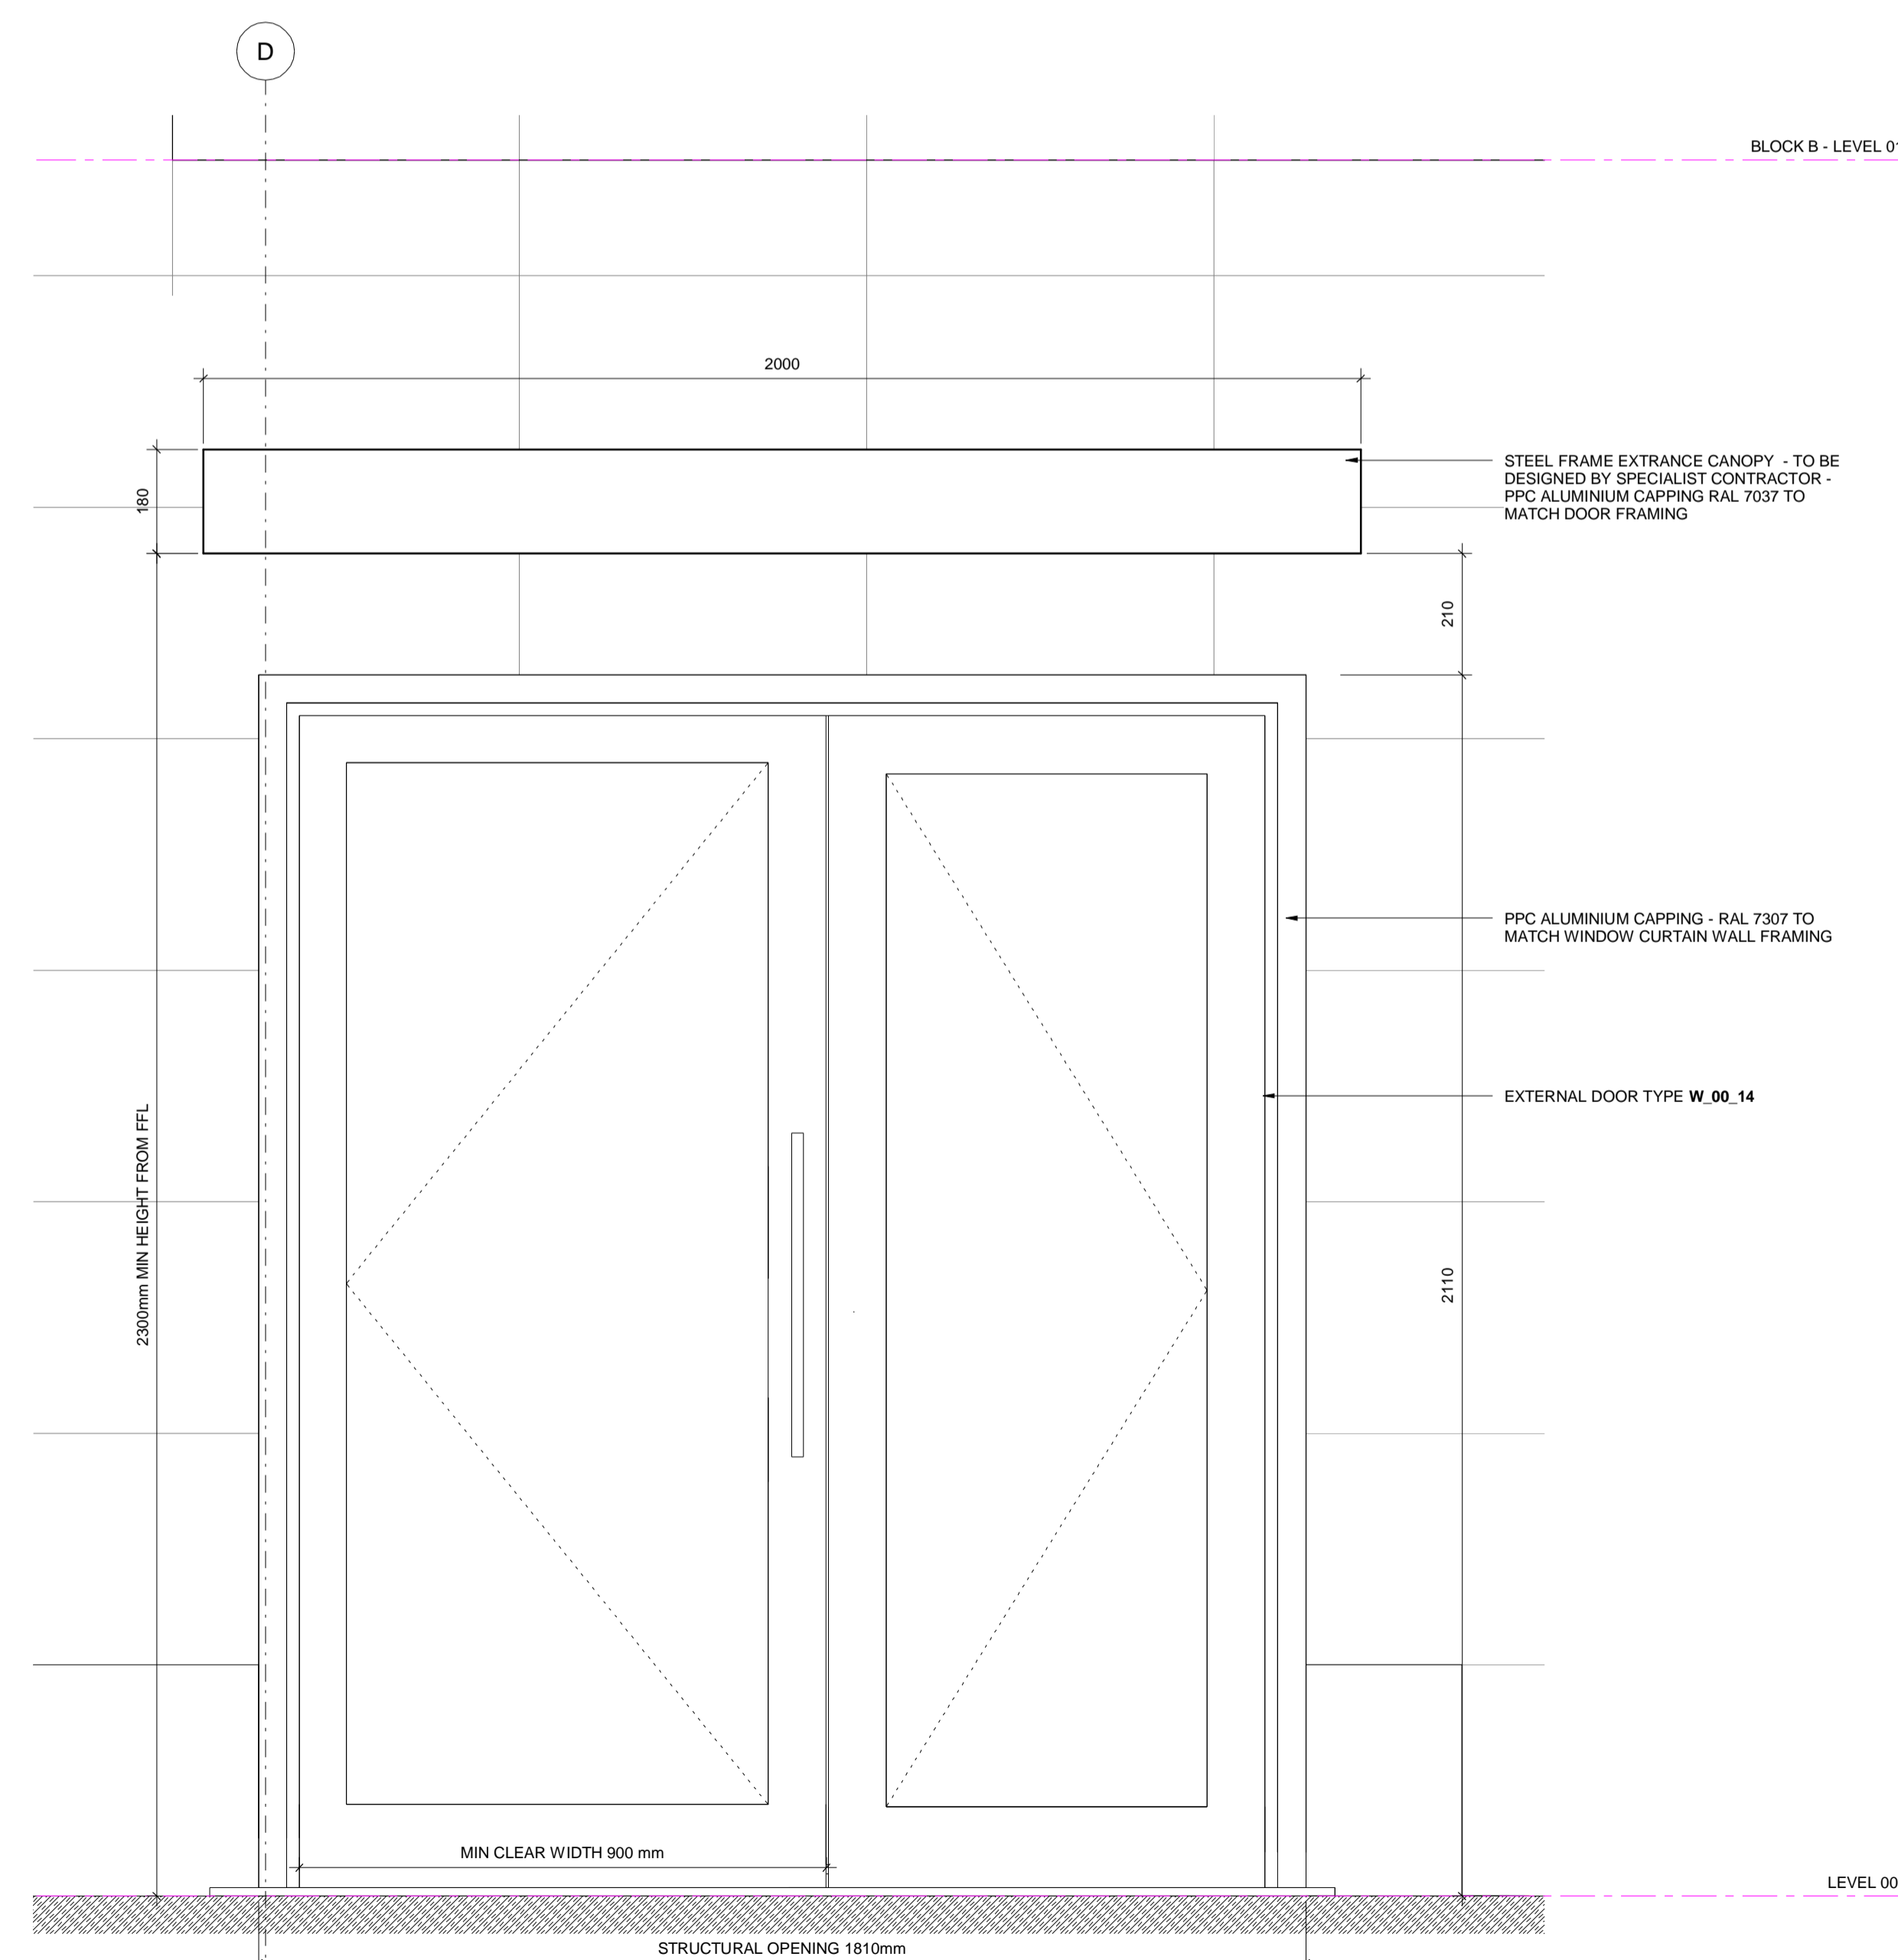 D
BLOCK B - LEVEL 01
2000
180
STEEL FRAME EXTRANCE CANOPY - TO BE
DESIGNED BY SPECIALIST CONTRACTOR -
PPC ALUMINIUM CAPPING RAL 7037 TO
MATCH DOOR FRAMING
210
PPC ALUMINIUM CAPPING - RAL 7307 TO
MATCH WINDOW CURTAIN WALL FRAMING
EXTERNAL DOOR TYPE W_00_14
2300mm MIN HEIGHT FROM FFL
2110
MIN CLEAR WIDTH 900 mm
LEVEL 00
STRUCTURAL OPENING 1810mm